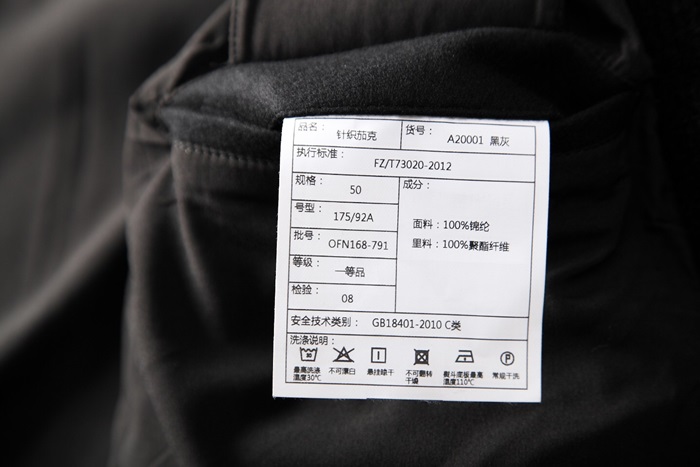 品名： 针织茄克 货号： A20001 黑灰
执行标准： FZ/T73020-2012
规格： 50 成分：
号型： 175/92A 面料：100%锦纶
批号： OFN168-791 里料：100%聚酯纤维
等级： 一等品
检验： 08
安全技术类别： GB18401-2010 C类
洗涤说明：
最高洗涤温度30℃ 不可漂白 悬挂晾干 不可翻转干燥 熨斗底板最高温度110℃ 常规干洗